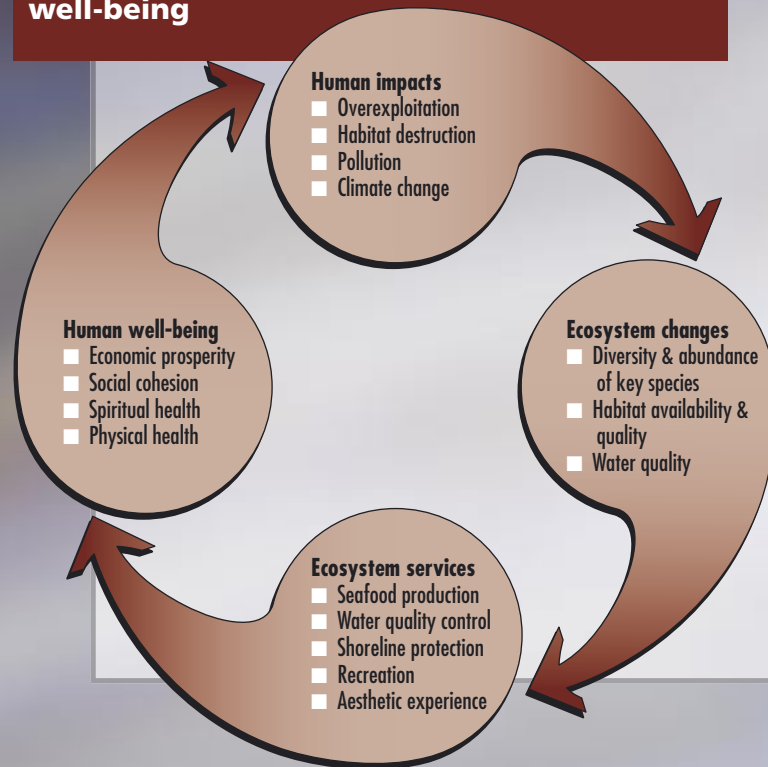 well-being
Human impacts
Overexploitation
Habitat destruction
Pollution
Climate change
Ecosystem changes
Diversity & abundance
of key species
Habitat availability &
quality
Water quality
Ecosystem services
Seafood production
Water quality control
Shoreline protection
Recreation
Aesthetic experience
Human well-being
Economic prosperity
Social cohesion
Spiritual health
Physical health